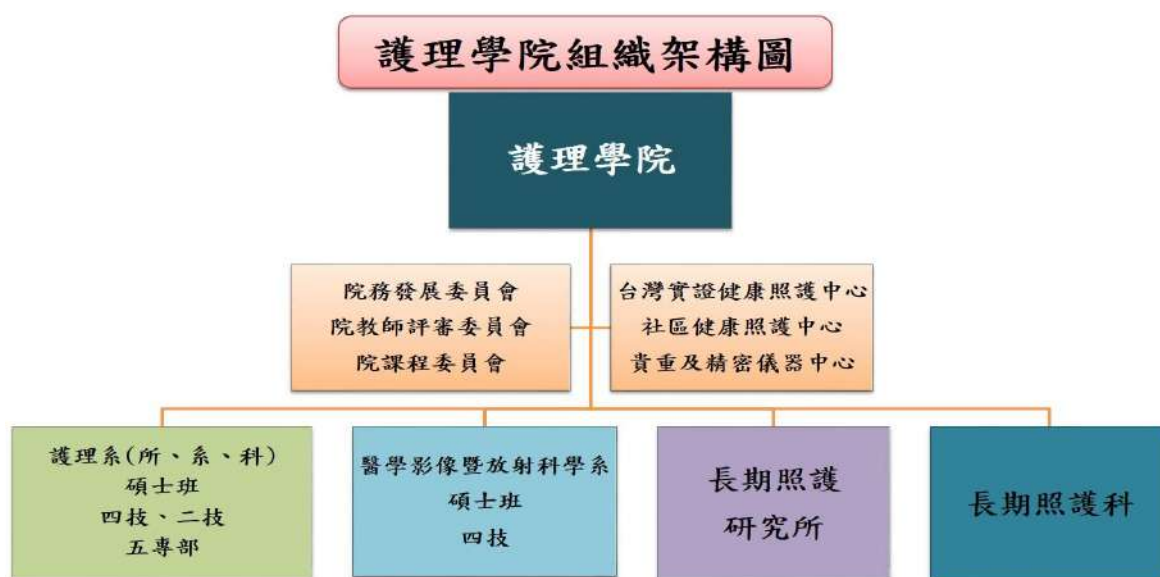 護理學院組織架構圖
護理學院
院務發展委員會
院教師評審委員會
院課程委員會
台灣實證健康照護中心
社區健康照護中心
貴重及精密儀器中心
護理系(所、系、科)
碩士班
四技、二技
五專部
醫學影像暨放射科學系
碩士班
四技
長期照護
研究所
長期照護科